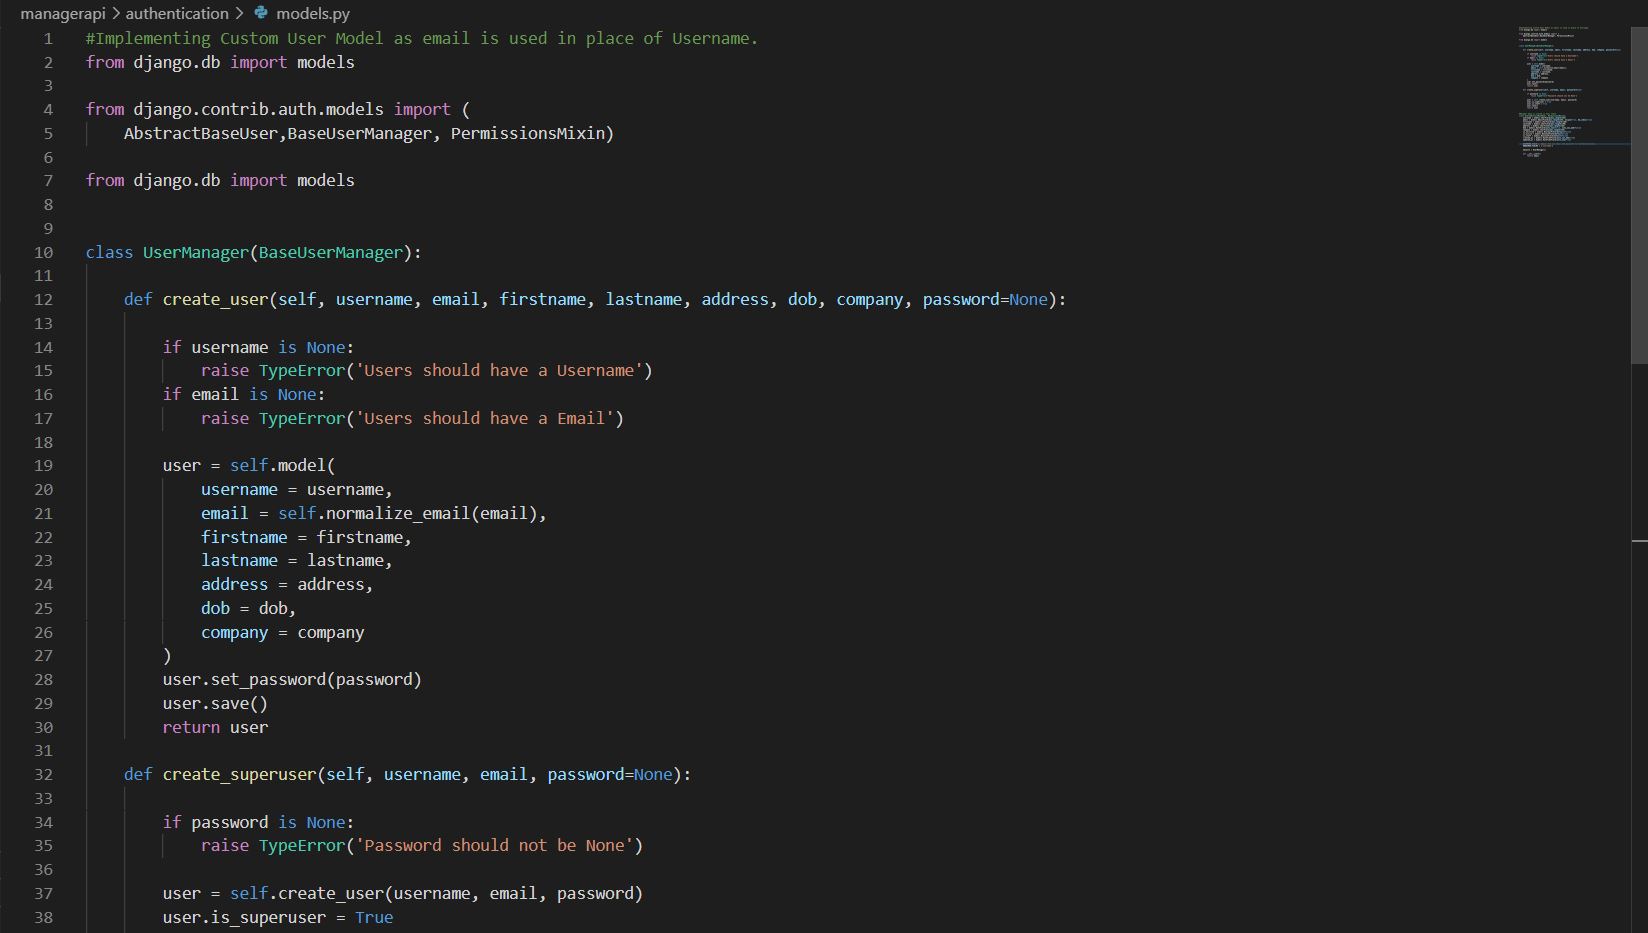 managerapi > authentication > models.py
1 #Implementing Custom User Model as email is used in place of Username.
2 from django.db import models
3
4 from django.contrib.auth.models import (
5     AbstractBaseUser,BaseUserManager, PermissionsMixin)
6
7 from django.db import models
8
9
10 class UserManager(BaseUserManager):
11
12     def create_user(self, username, email, firstname, lastname, address, dob, company, password=None):
13
14         if username is None:
15             raise TypeError('Users should have a Username')
16         if email is None:
17             raise TypeError('Users should have a Email')
18
19         user = self.model(
20             username = username,
21             email = self.normalize_email(email),
22             firstname = firstname,
23             lastname = lastname,
24             address = address,
25             dob = dob,
26             company = company
27         )
28         user.set_password(password)
29         user.save()
30         return user
31
32     def create_superuser(self, username, email, password=None):
33
34         if password is None:
35             raise TypeError('Password should not be None')
36
37         user = self.create_user(username, email, password)
38         user.is_superuser = True